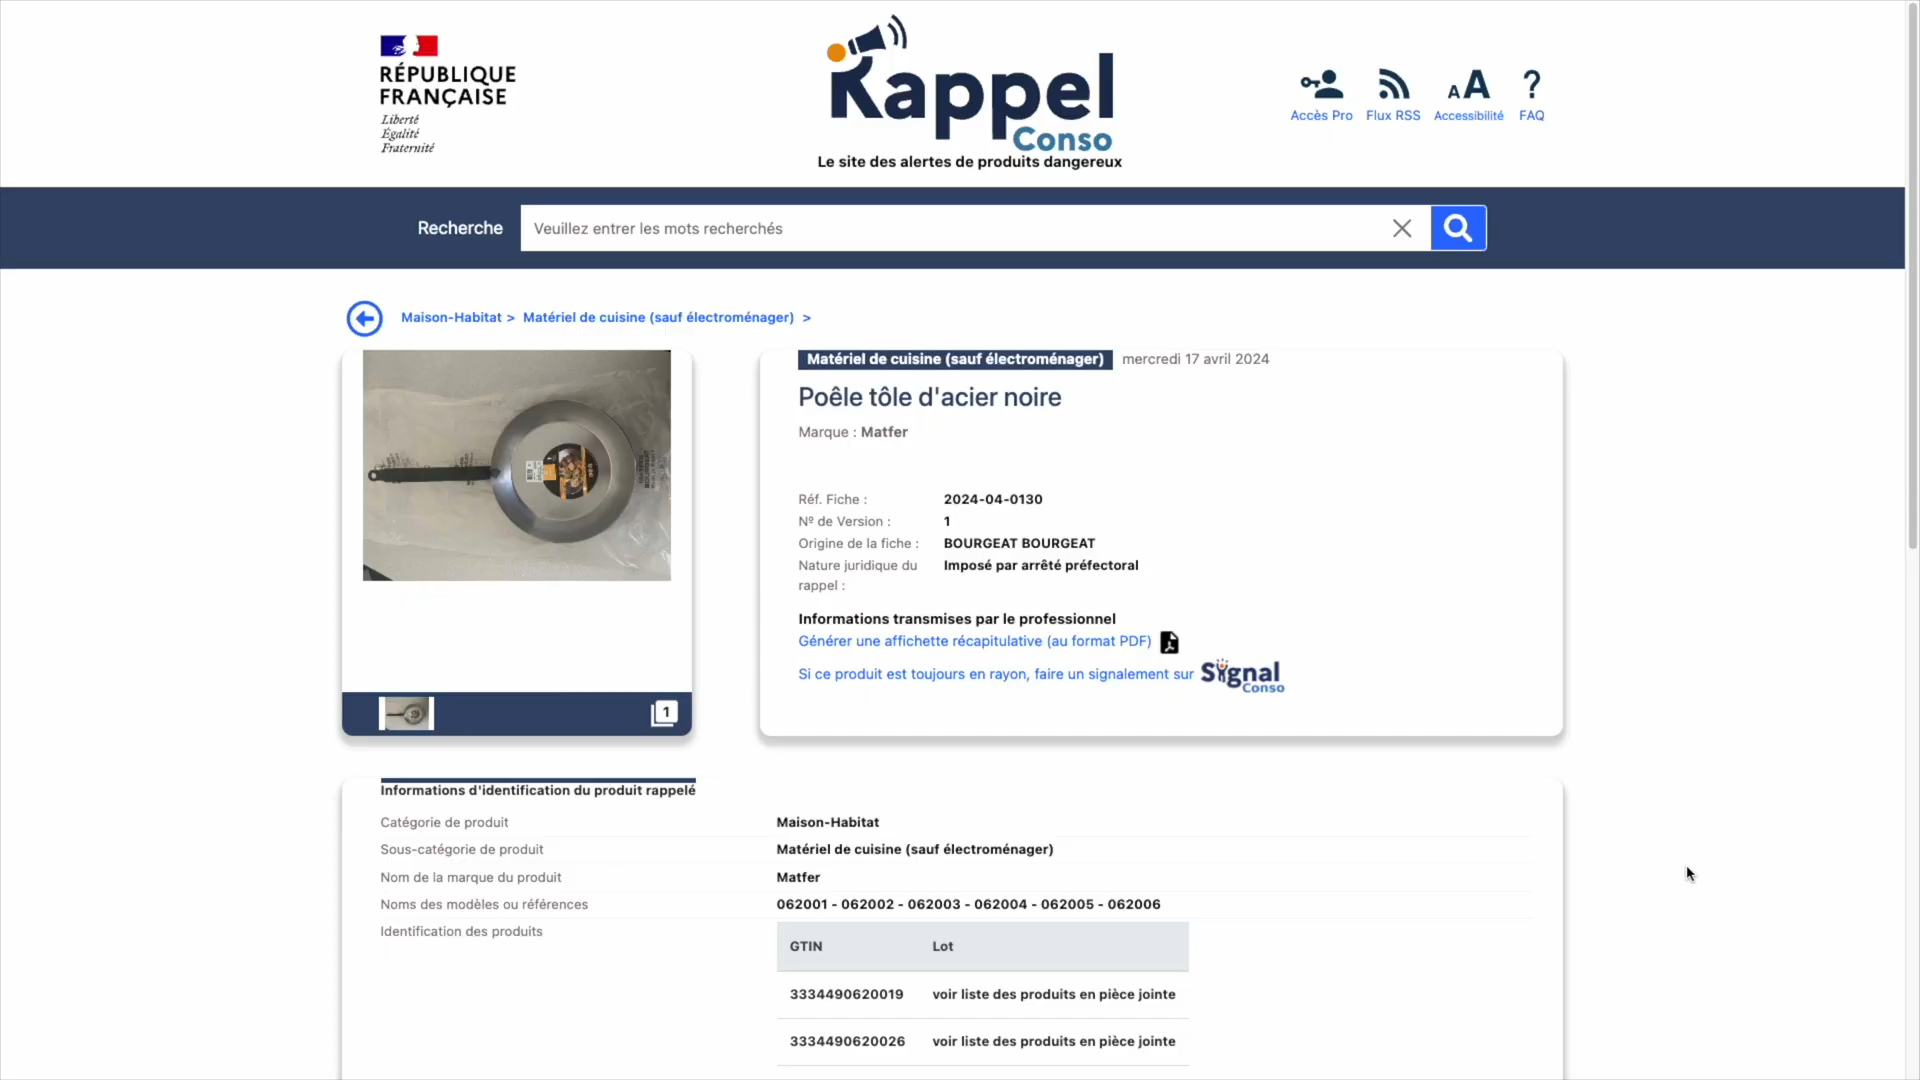 RÉPUBLIQUE
FRANÇAISE
Liberté
Égalité
Fraternité
Rappel
Conso
Le site des alertes de produits dangereux
Accès Pro
Flux RSS
AA
Accessibilité
?
FAQ
Recherche
Veuillez entrer les mots recherchés
Maison-Habitat > Matériel de cuisine (sauf électroménager) >
Matériel de cuisine (sauf électroménager) mercredi 17 avril 2024
Poêle tôle d'acier noire
Marque : Matfer
Réf. Fiche : 2024-04-0130
Nº de Version : 1
Origine de la fiche : BOURGEAT BOURGEAT
Nature juridique du rappel : Imposé par arrêté préfectoral
Informations transmises par le professionnel
Générer une affichette récapitulative (au format PDF)
Si ce produit est toujours en rayon, faire un signalement sur Signal Conso
1
Informations d'identification du produit rappelé
Catégorie de produit Maison-Habitat
Sous-catégorie de produit Matériel de cuisine (sauf électroménager)
Nom de la marque du produit Matfer
Noms des modèles ou références 062001 - 062002 - 062003 - 062004 - 062005 - 062006
Identification des produits
GTIN Lot
3334490620019 voir liste des produits en pièce jointe
3334490620026 voir liste des produits en pièce jointe